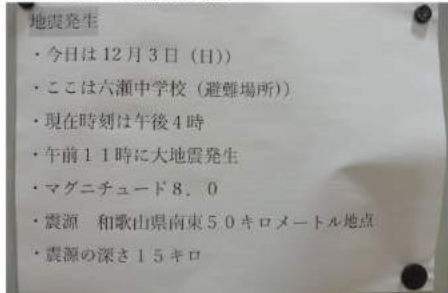 地震発生
・今日は12月3日（日））
・ここは六瀬中学校（避難場所））
・現在時刻は午後4時
・午前１１時に大地震発生
・マグニチュード８．０
・震源　和歌山県南東５０キロメートル地点
・震源の深さ１５キロ